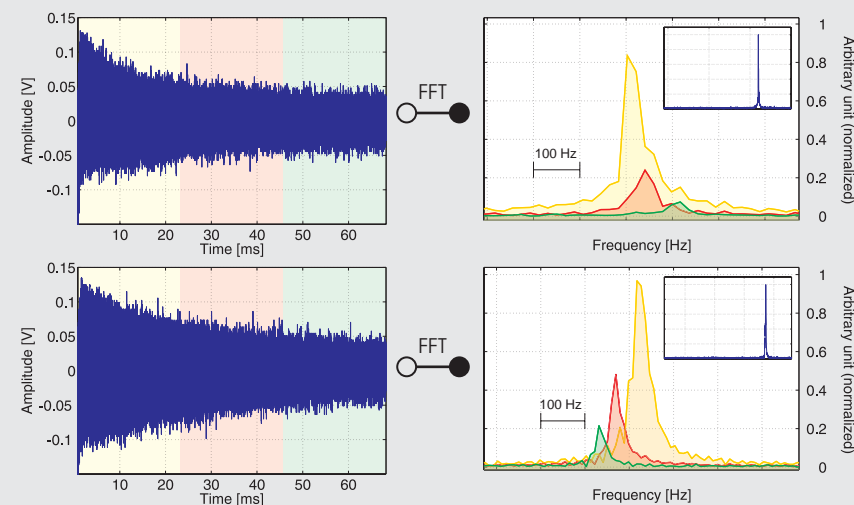 0.15
0.1
0.05
0
-0.05
-0.1
Amplitude [V]
10 20 30 40 50 60
Time [ms]
FFT
100 Hz
1
0.8
0.6
0.4
0.2
0
Arbitrary unit (normalized)
Frequency [Hz]
0.15
0.1
0.05
0
-0.05
-0.1
Amplitude [V]
10 20 30 40 50 60
Time [ms]
FFT
100 Hz
1
0.8
0.6
0.4
0.2
0
Arbitrary unit (normalized)
Frequency [Hz]